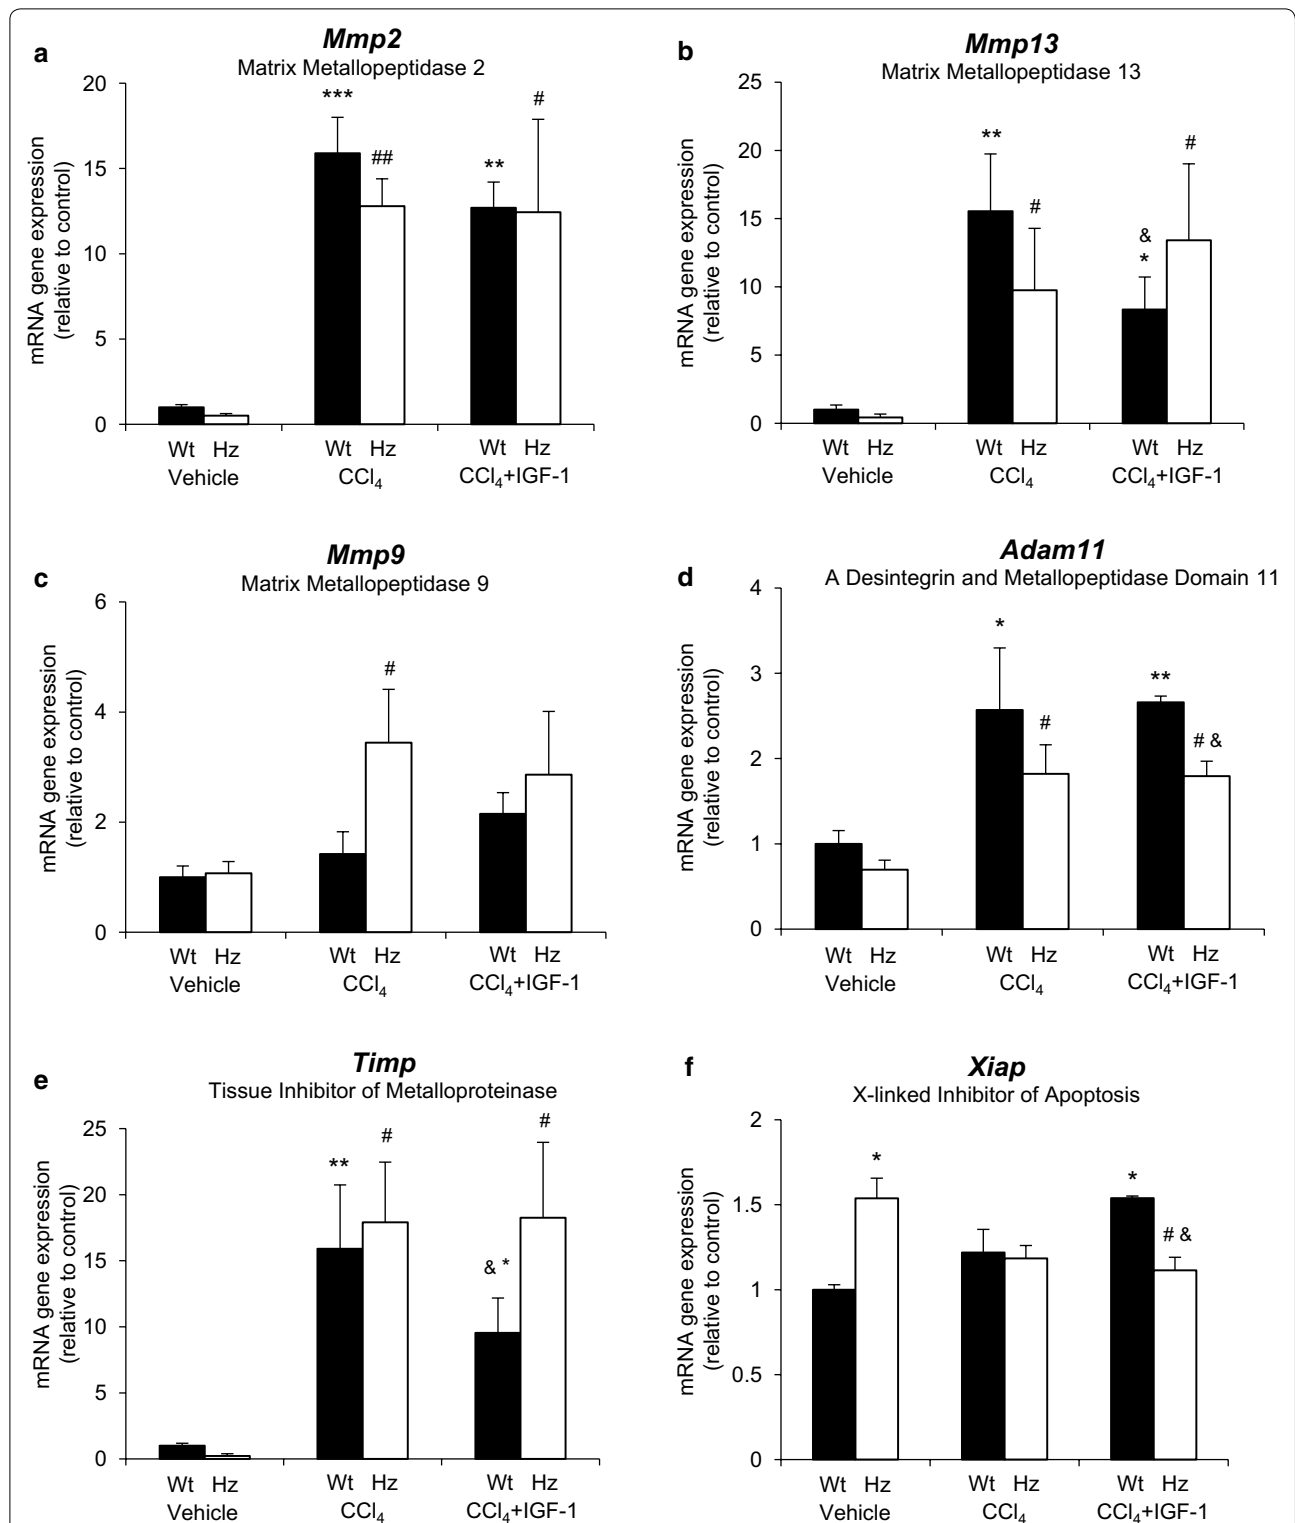 a
Mmp2
Matrix Metallopeptidase 2
mRNA gene expression
(relative to control)
20
15
10
5
0
***
##
**
#
Wt Hz Wt Hz Wt Hz
Vehicle CCl₄ CCl₄+IGF-1
b
Mmp13
Matrix Metallopeptidase 13
mRNA gene expression
(relative to control)
25
20
15
10
5
0
**
#
&
*
#
Wt Hz Wt Hz Wt Hz
Vehicle CCl₄ CCl₄+IGF-1
c
Mmp9
Matrix Metallopeptidase 9
mRNA gene expression
(relative to control)
6
4
2
0
#
Wt Hz Wt Hz Wt Hz
Vehicle CCl₄ CCl₄+IGF-1
d
Adam11
A Desintegrin and Metallopeptidase Domain 11
mRNA gene expression
(relative to control)
4
3
2
1
0
*
#
**
# &
Wt Hz Wt Hz Wt Hz
Vehicle CCl₄ CCl₄+IGF-1
e
Timp
Tissue Inhibitor of Metalloproteinase
mRNA gene expression
(relative to control)
25
20
15
10
5
0
**
#
& *
#
Wt Hz Wt Hz Wt Hz
Vehicle CCl₄ CCl₄+IGF-1
f
Xiap
X-linked Inhibitor of Apoptosis
mRNA gene expression
(relative to control)
2
1.5
1
0.5
0
*
*
# &
Wt Hz Wt Hz Wt Hz
Vehicle CCl₄ CCl₄+IGF-1